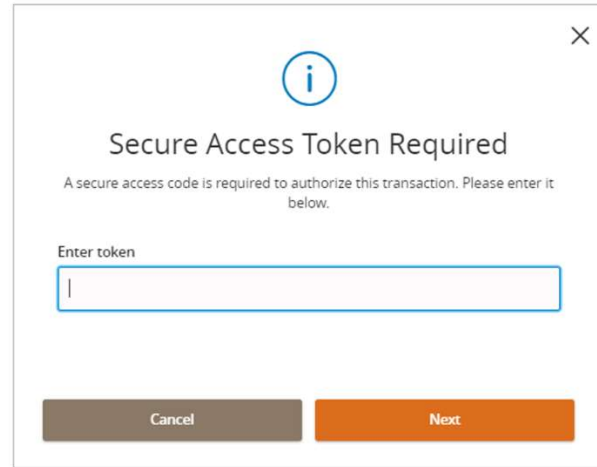 Secure Access Token Required
A secure access code is required to authorize this transaction. Please enter it
below.
Enter token
Cancel Next